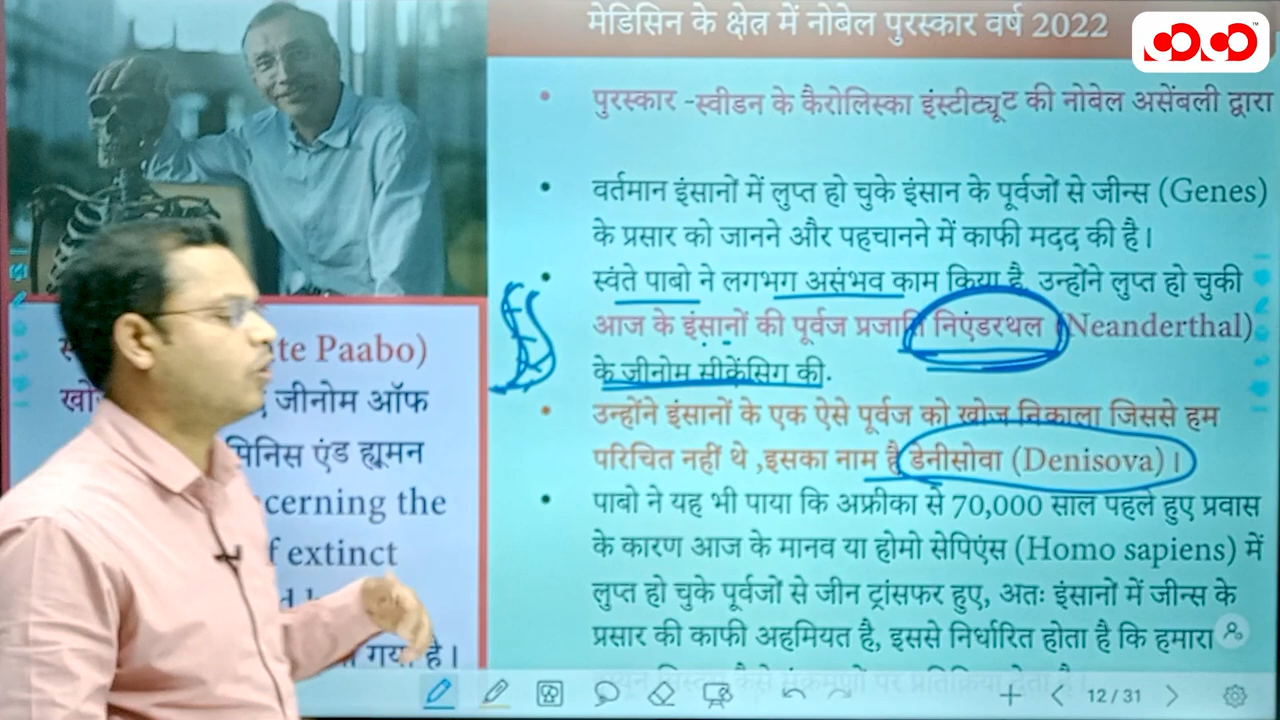 मेडिसिन के क्षेत्र में नोबेल पुरस्कार वर्ष 2022
पुरस्कार -स्वीडन के कैरोलिस्का इंस्टीट्यूट की नोबेल असेंबली द्वारा
वर्तमान इंसानों में लुप्त हो चुके इंसान के पूर्वजों से जीन्स (Genes)
के प्रसार को जानने और पहचानने में काफी मदद की है।
स्वंते पाबो ने लगभग असंभव काम किया है, उन्होंने लुप्त हो चुकी
आज के इंसानों की पूर्वज प्रजाति निएंडरथल (Neanderthal)
के जीनोम सीक्वेंसिग की.
उन्होंने इंसानों के एक ऐसे पूर्वज को खोज निकाला जिससे हम
परिचित नहीं थे ,इसका नाम है डेनीसोवा (Denisova) ।
पाबो ने यह भी पाया कि अफ्रीका से 70,000 साल पहले हुए प्रवास
के कारण आज के मानव या होमो सेपिएंस (Homo sapiens) में
लुप्त हो चुके पूर्वजों से जीन ट्रांसफर हुए, अतः इंसानों में जीन्स के
प्रसार की काफी अहमियत है, इससे निर्धारित होता है कि हमारा
te Paabo)
जीनोम ऑफ
मिनिस एंड ह्यूमन
cerning the
f extinct
गया है।
12/31